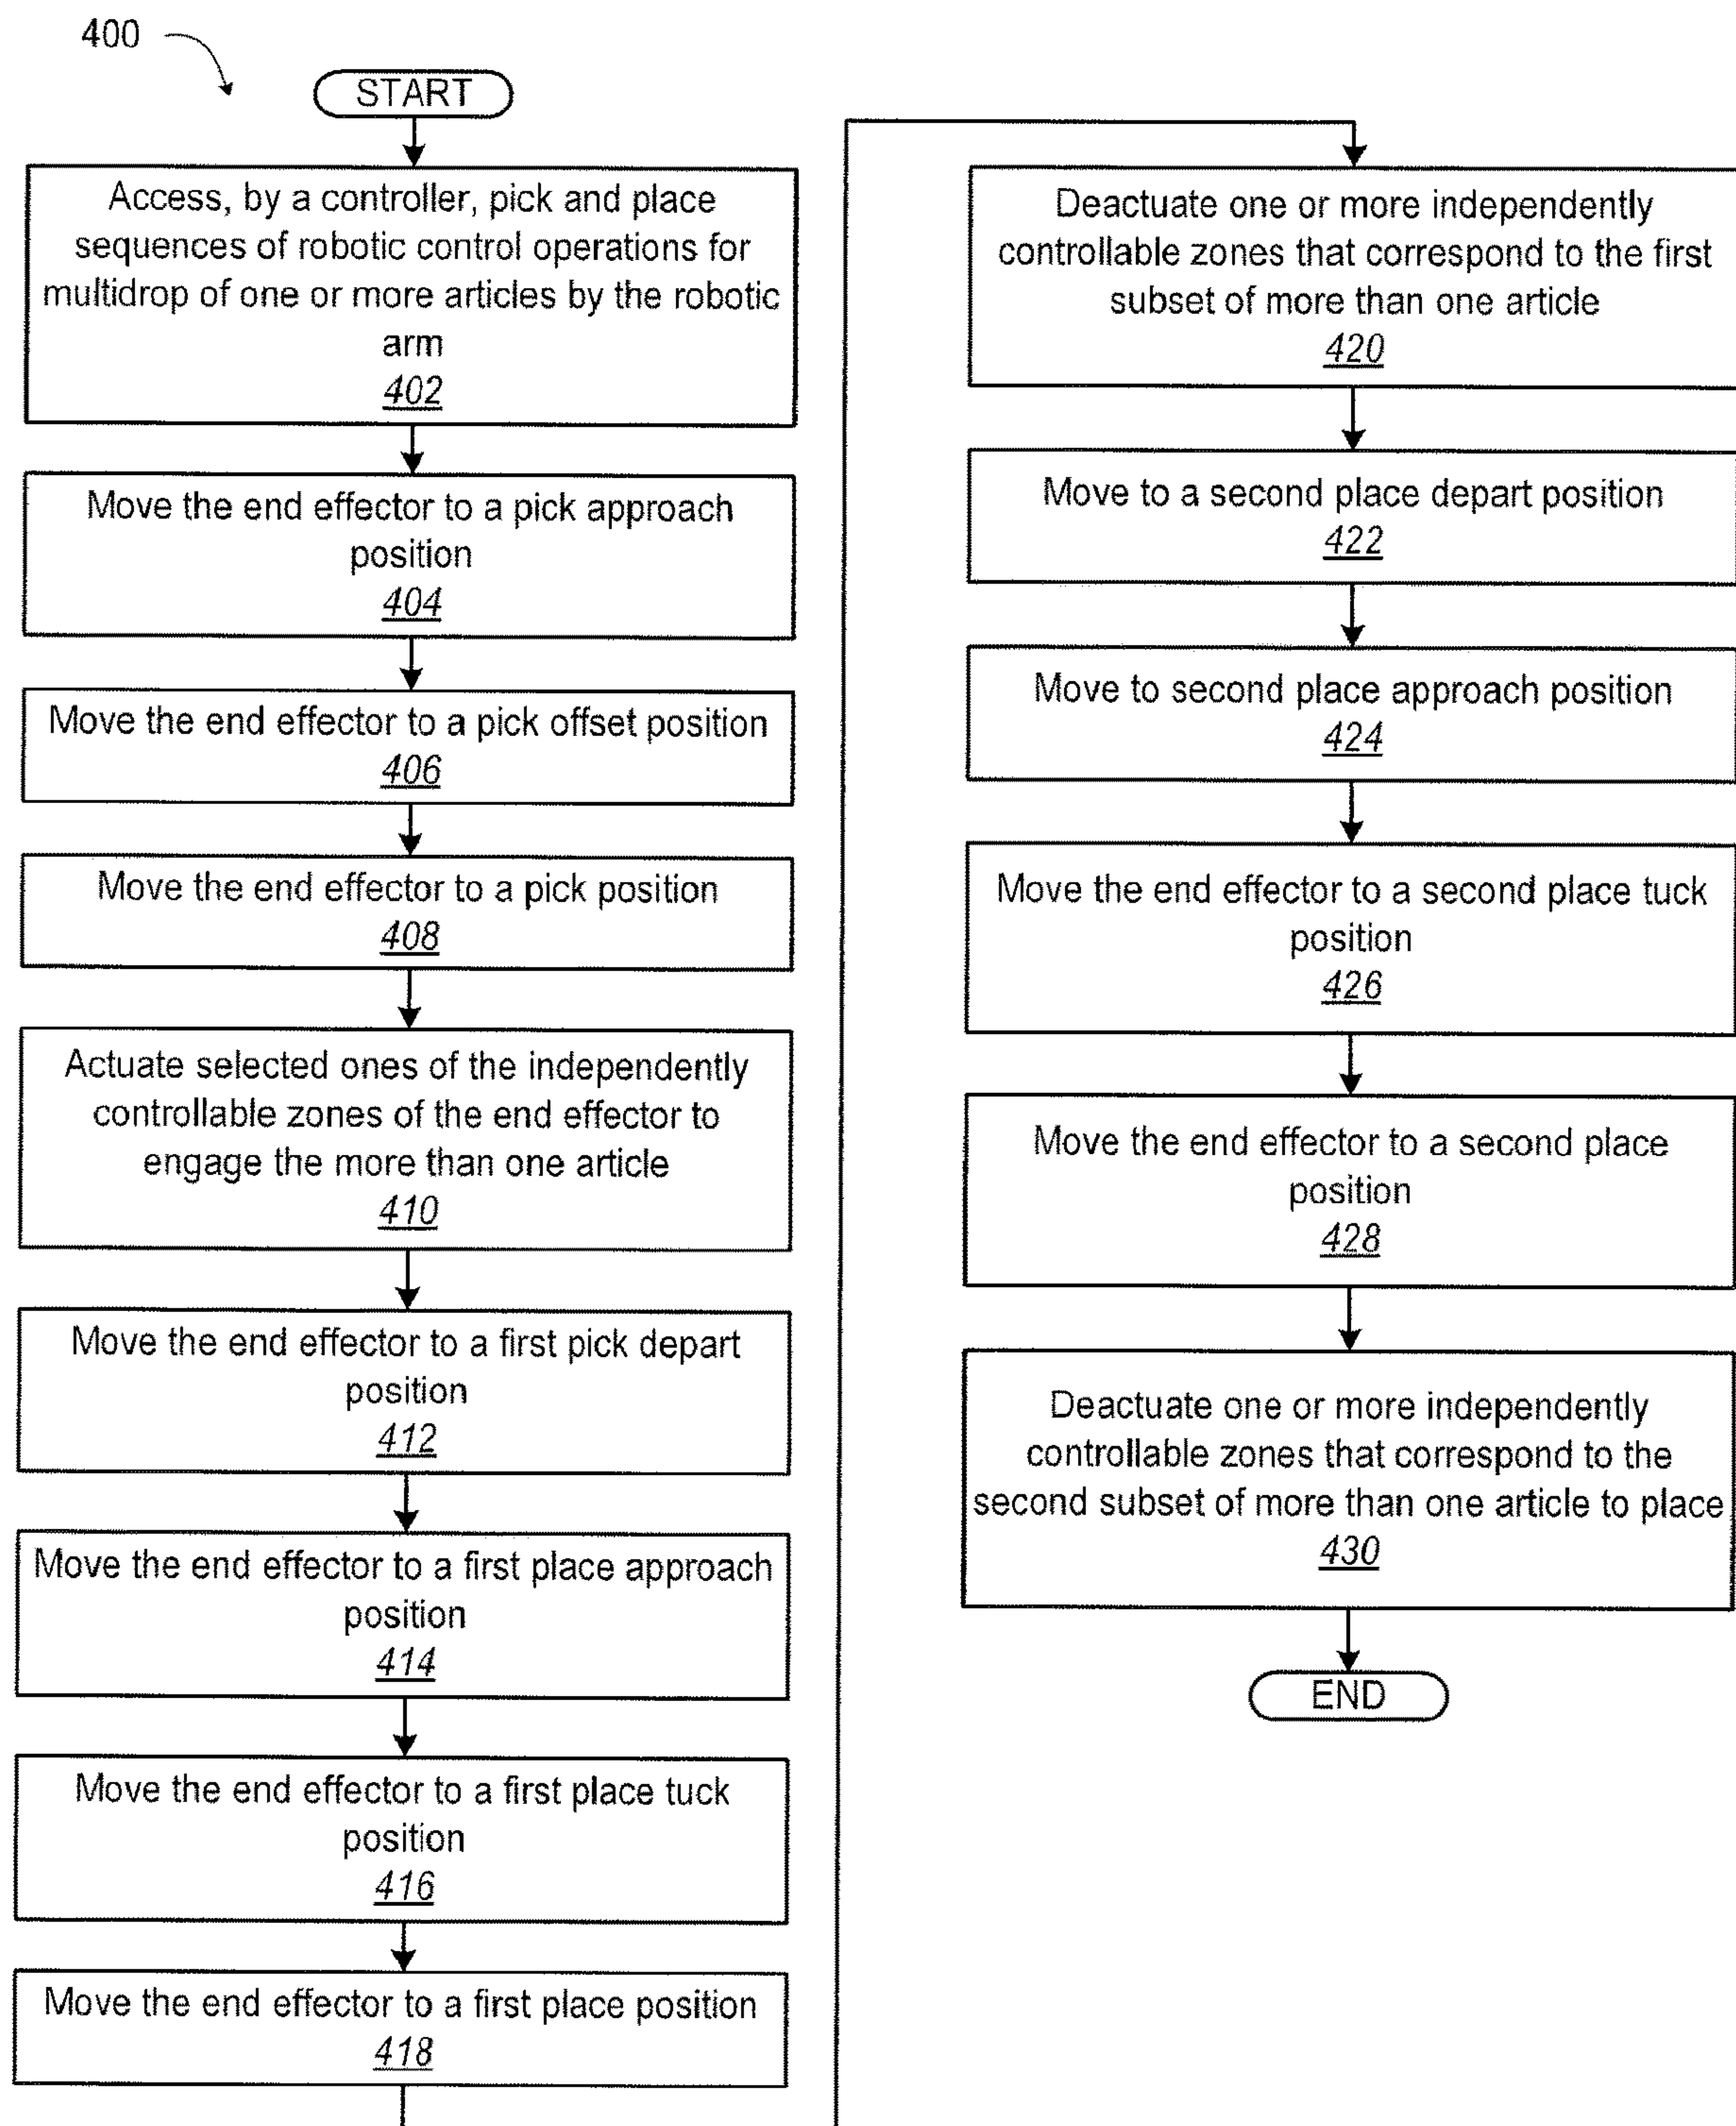 400
START
Access, by a controller, pick and place
sequences of robotic control operations for
multidrop of one or more articles by the robotic
arm
402
Move the end effector to a pick approach
position
404
Move the end effector to a pick offset position
406
Move the end effector to a pick position
408
Actuate selected ones of the independently
controllable zones of the end effector to
engage the more than one article
410
Move the end effector to a first pick depart
position
412
Move the end effector to a first place approach
position
414
Move the end effector to a first place tuck
position
416
Move the end effector to a first place position
418
Deactuate one or more independently
controllable zones that correspond to the first
subset of more than one article
420
Move to a second place depart position
422
Move to second place approach position
424
Move the end effector to a second place tuck
position
426
Move the end effector to a second place
position
428
Deactuate one or more independently
controllable zones that correspond to the
second subset of more than one article to place
430
END